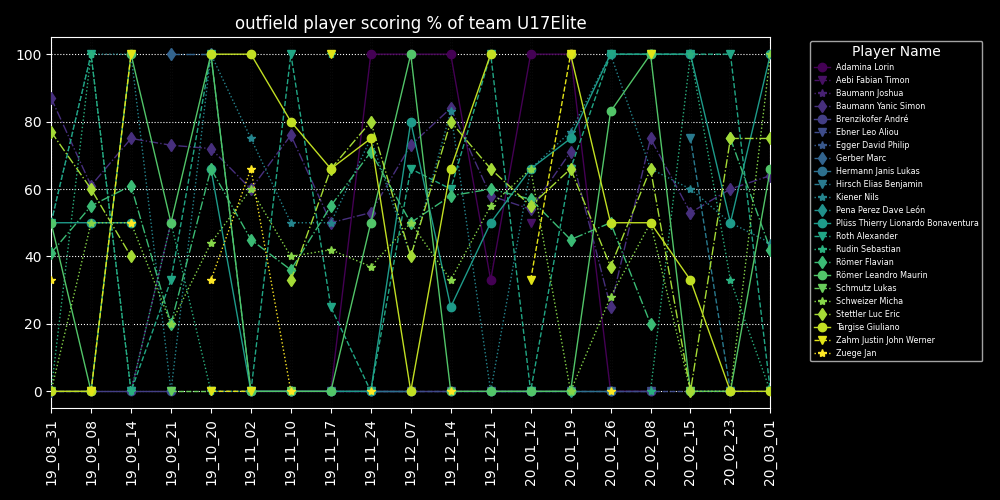 outfield player scoring % of team U17Elite
100
80
60
40
20
0
19_08_31
19_09_08
19_09_14
19_09_21
19_10_20
19_11_02
19_11_10
19_11_17
19_11_24
19_12_07
19_12_14
19_12_21
20_01_12
20_01_19
20_01_26
20_02_08
20_02_15
20_02_23
20_03_01
Player Name
Adamina Lorin
Aebi Fabian Timon
Baumann Joshua
Baumann Yanic Simon
Brenzikofer André
Ebner Leo Aliou
Egger David Philip
Gerber Marc
Hermann Janis Lukas
Hirsch Elias Benjamin
Kiener Nils
Pena Perez Dave León
Plüss Thierry Lionardo Bonaventura
Roth Alexander
Rudin Sebastian
Römer Flavian
Römer Leandro Maurin
Schmutz Lukas
Schweizer Micha
Stettler Luc Eric
Targise Giuliano
Zahm Justin John Werner
Zuege Jan